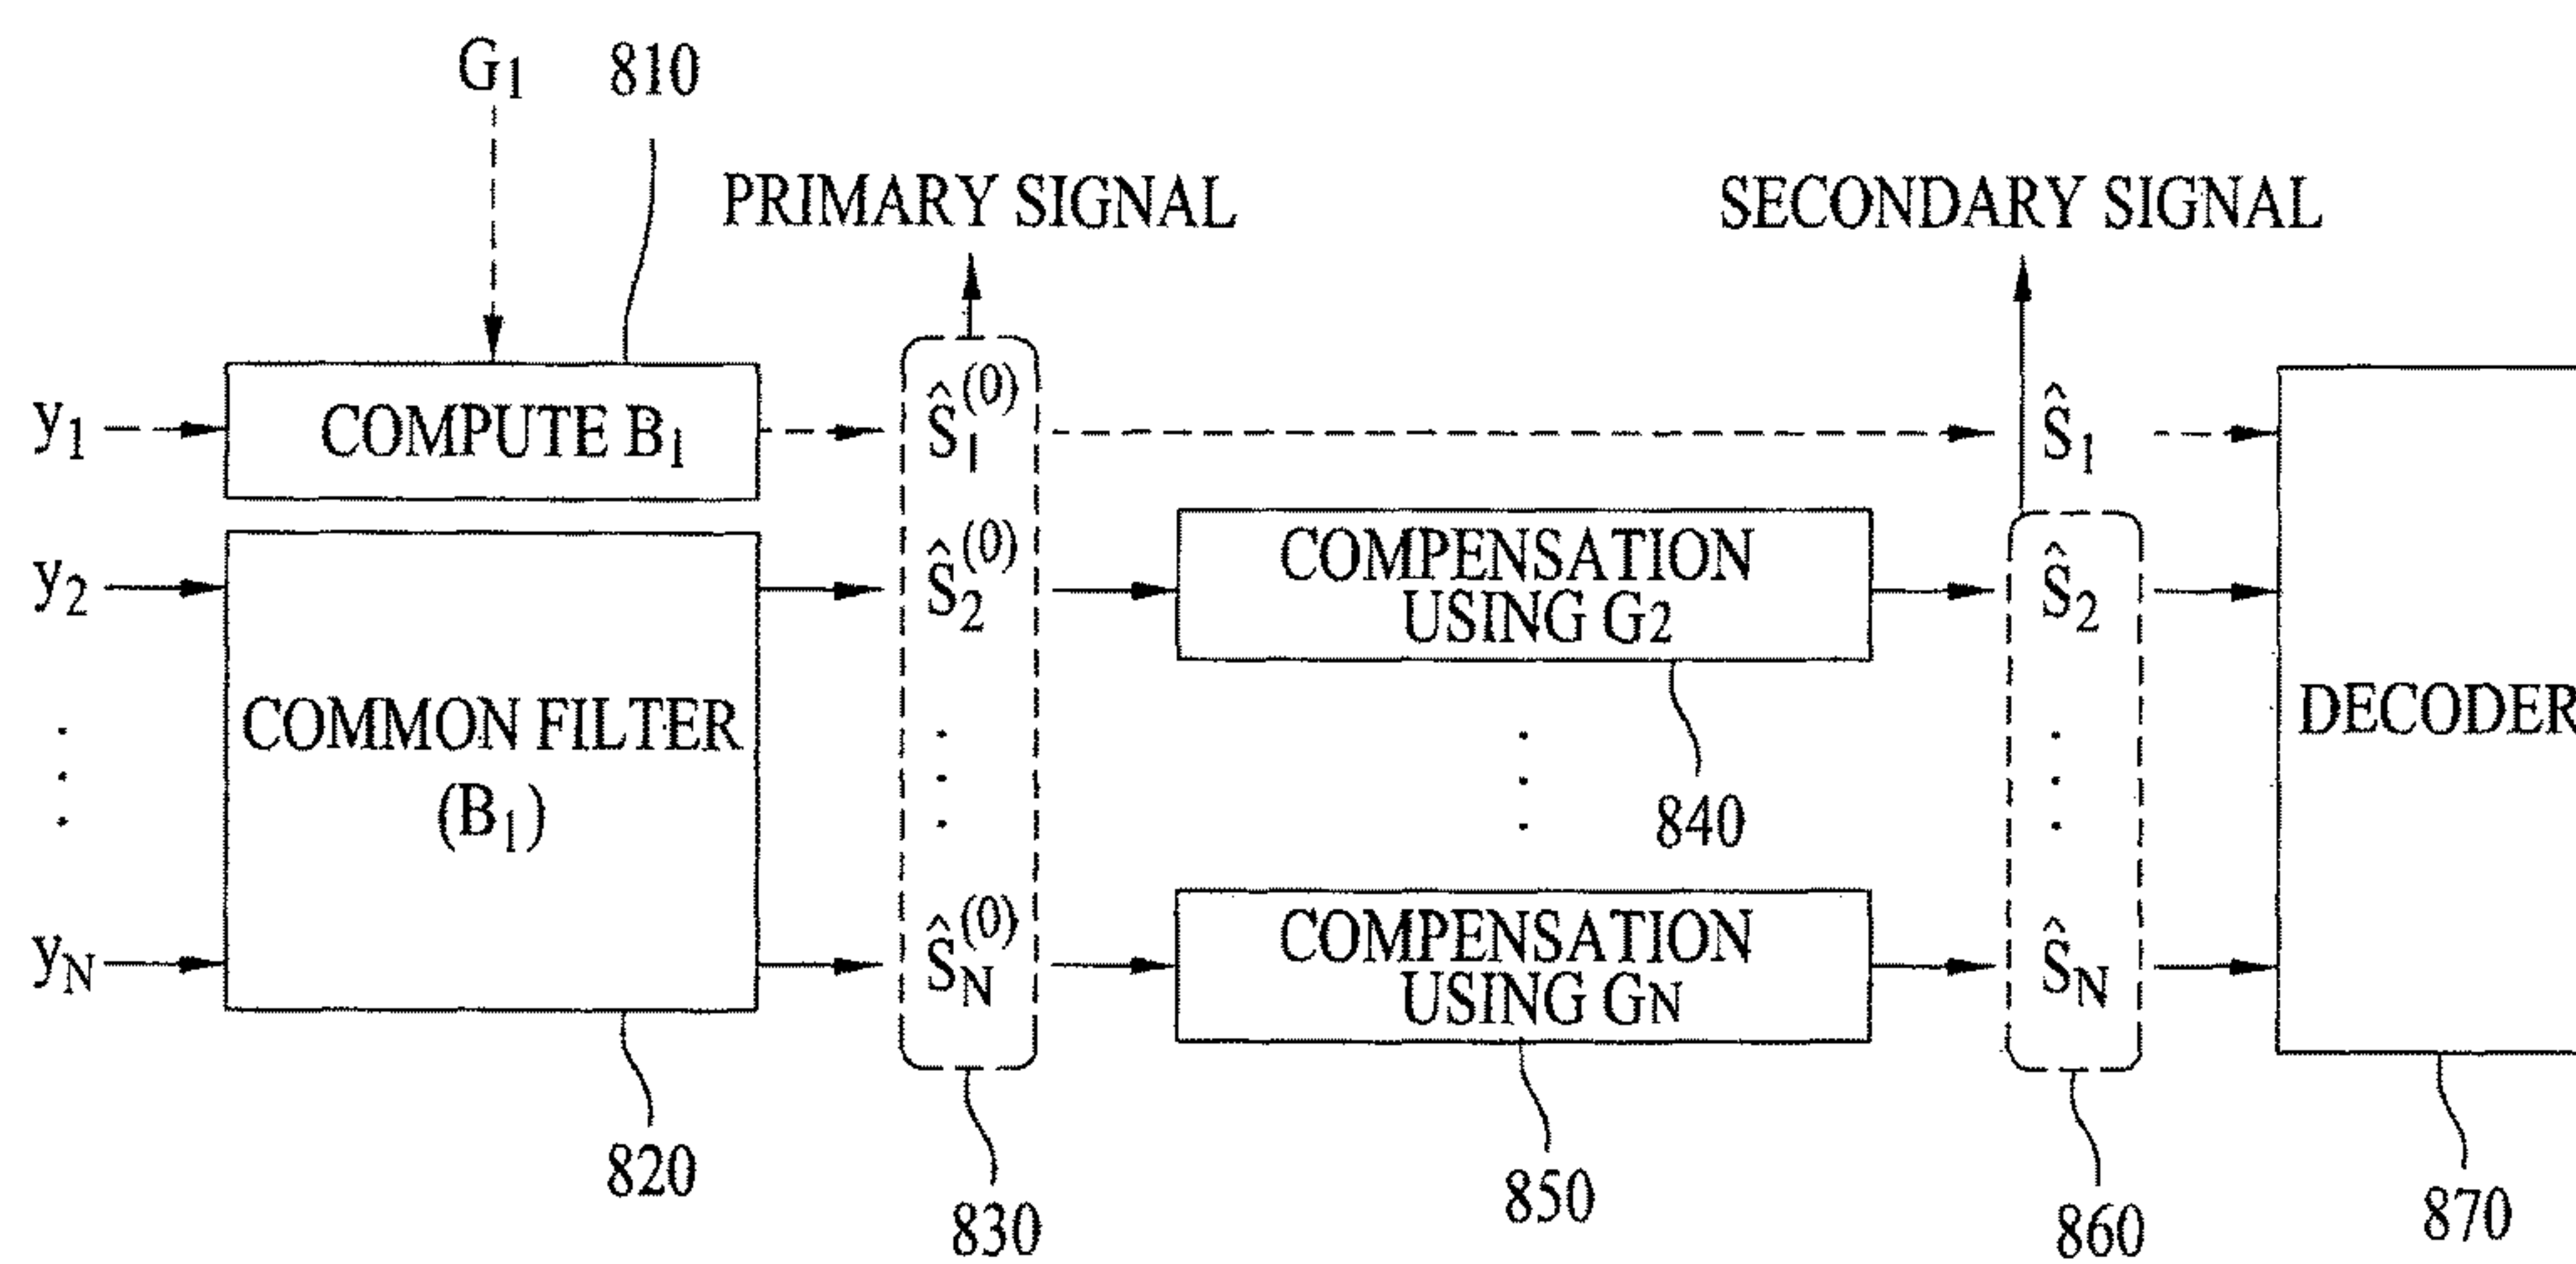 G₁ 810
PRIMARY SIGNAL SECONDARY SIGNAL
y₁ COMPUTE B₁ Ŝ₁⁽⁰⁾ Ŝ₁
y₂ Ŝ₂⁽⁰⁾ COMPENSATION USING G₂ Ŝ₂
COMMON FILTER (B₁) DECODER
840
yN ŜN⁽⁰⁾ COMPENSATION USING GN ŜN
820 830 850 860 870